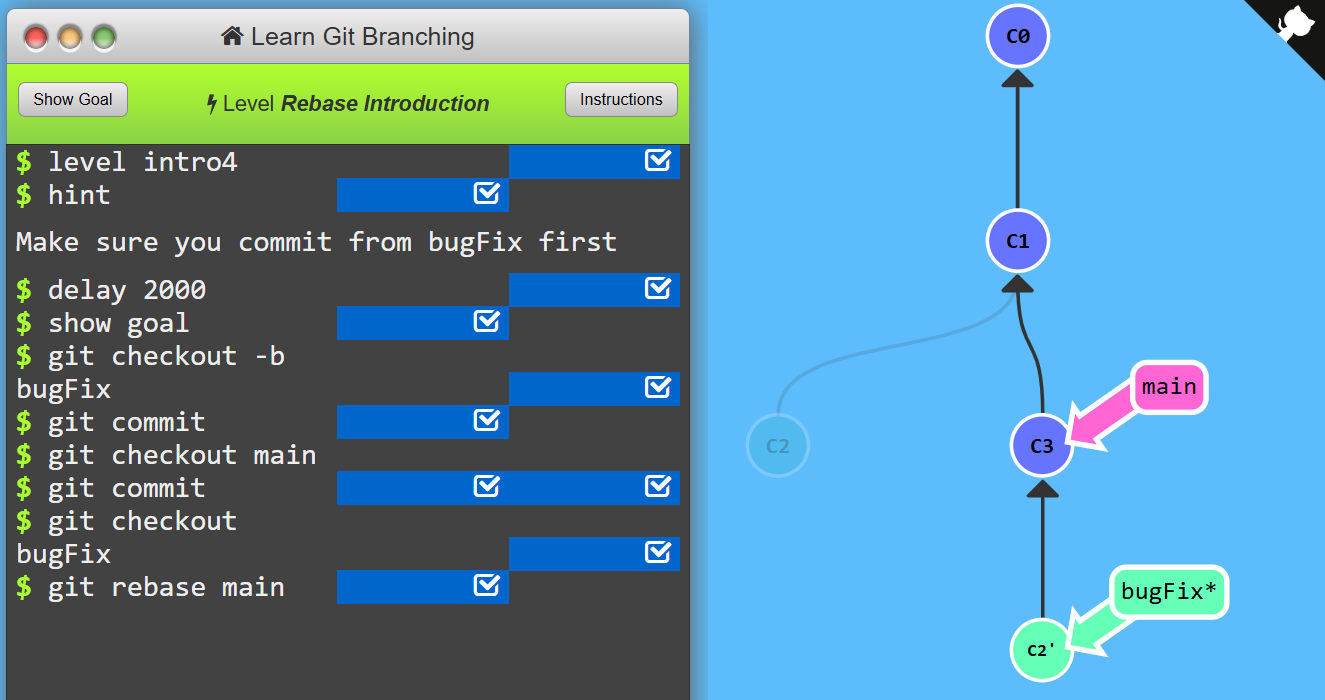 Learn Git Branching
Show Goal
Level Rebase Introduction
Instructions
$ level intro4
$ hint
Make sure you commit from bugFix first
$ delay 2000
$ show goal
$ git checkout -b
bugFix
$ git commit
$ git checkout main
$ git commit
$ git checkout
bugFix
$ git rebase main
C0
C1
main
C2
C3
bugFix*
C2'